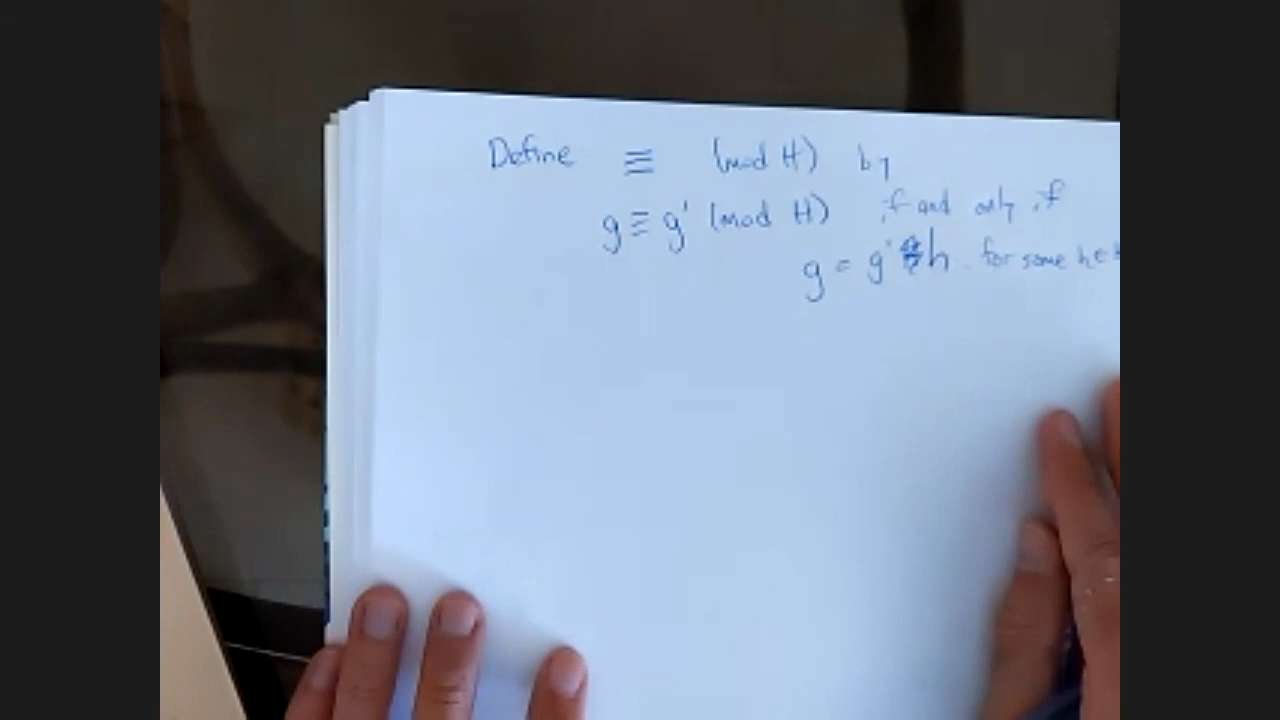 Define ≡ (mod H) by
g ≡ g' (mod H) if and only if
g = g' * h for some h ∈ H